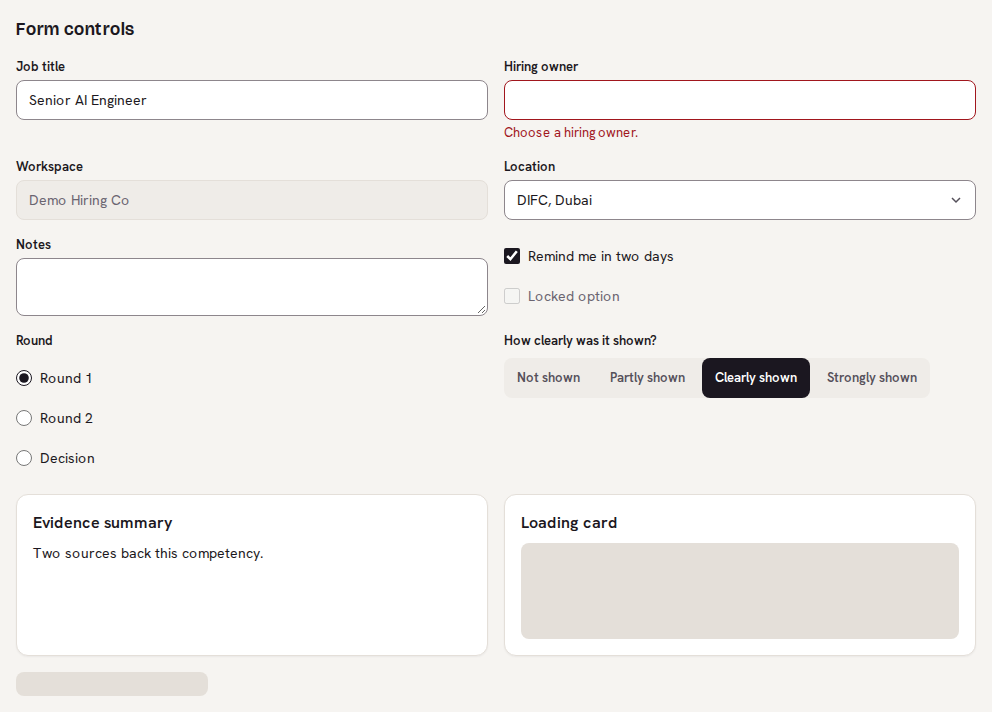 Form controls
Job title
Hiring owner
Senior AI Engineer
Choose a hiring owner.
Workspace
Location
Demo Hiring Co
DIFC, Dubai
Notes
Remind me in two days
Locked option
Round
How clearly was it shown?
Round 1
Not shown
Partly shown
Clearly shown
Strongly shown
Round 2
Decision
Evidence summary
Loading card
Two sources back this competency.